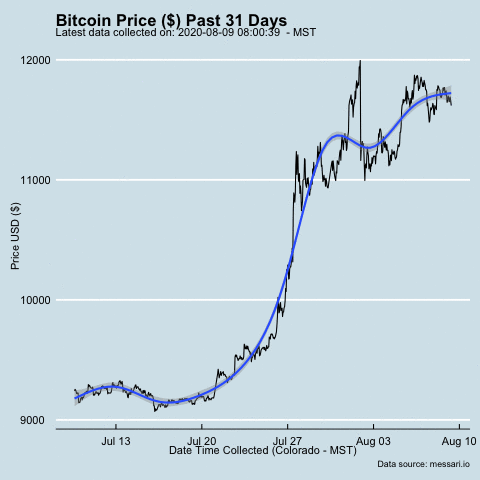 Bitcoin Price ($) Past 31 Days
Latest data collected on: 2020-08-09 08:00:39  - MST
12000
11000
10000
9000
Price USD ($)
Jul 13
Jul 20
Jul 27
Aug 03
Aug 10
Date Time Collected (Colorado - MST)
Data source: messari.io